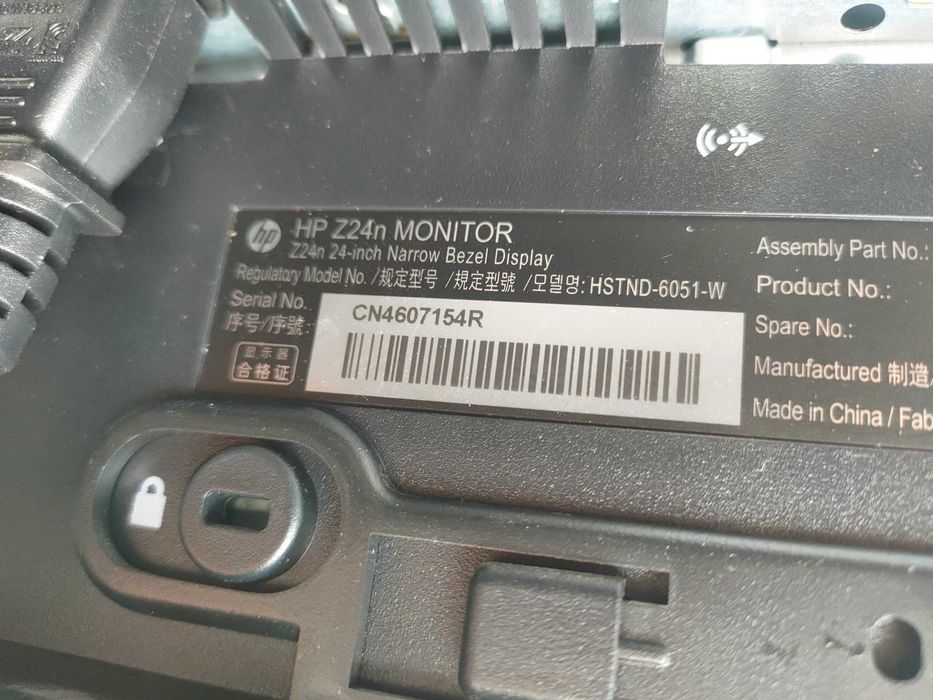 hp HP Z24n MONITOR
Z24n 24-inch Narrow Bezel Display
Regulatory Model No. /规定型号 /規定型號 /모델명: HSTND-6051-W
Serial No.
序号/序號:
CN4607154R
显示器
合格证
Assembly Part No.:
Product No.:
Spare No.:
Manufactured 制造/
Made in China / Fab